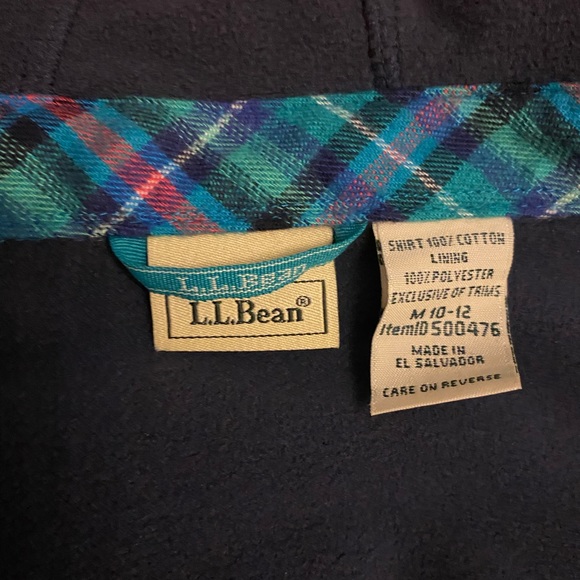 L.L.Bean
L.L.Bean®
SHIRT 100% COTTON
LINING
100% POLYESTER
EXCLUSIVE OF TRIMS
M 10-12
ItemID 500476
MADE IN
EL SALVADOR
CARE ON REVERSE